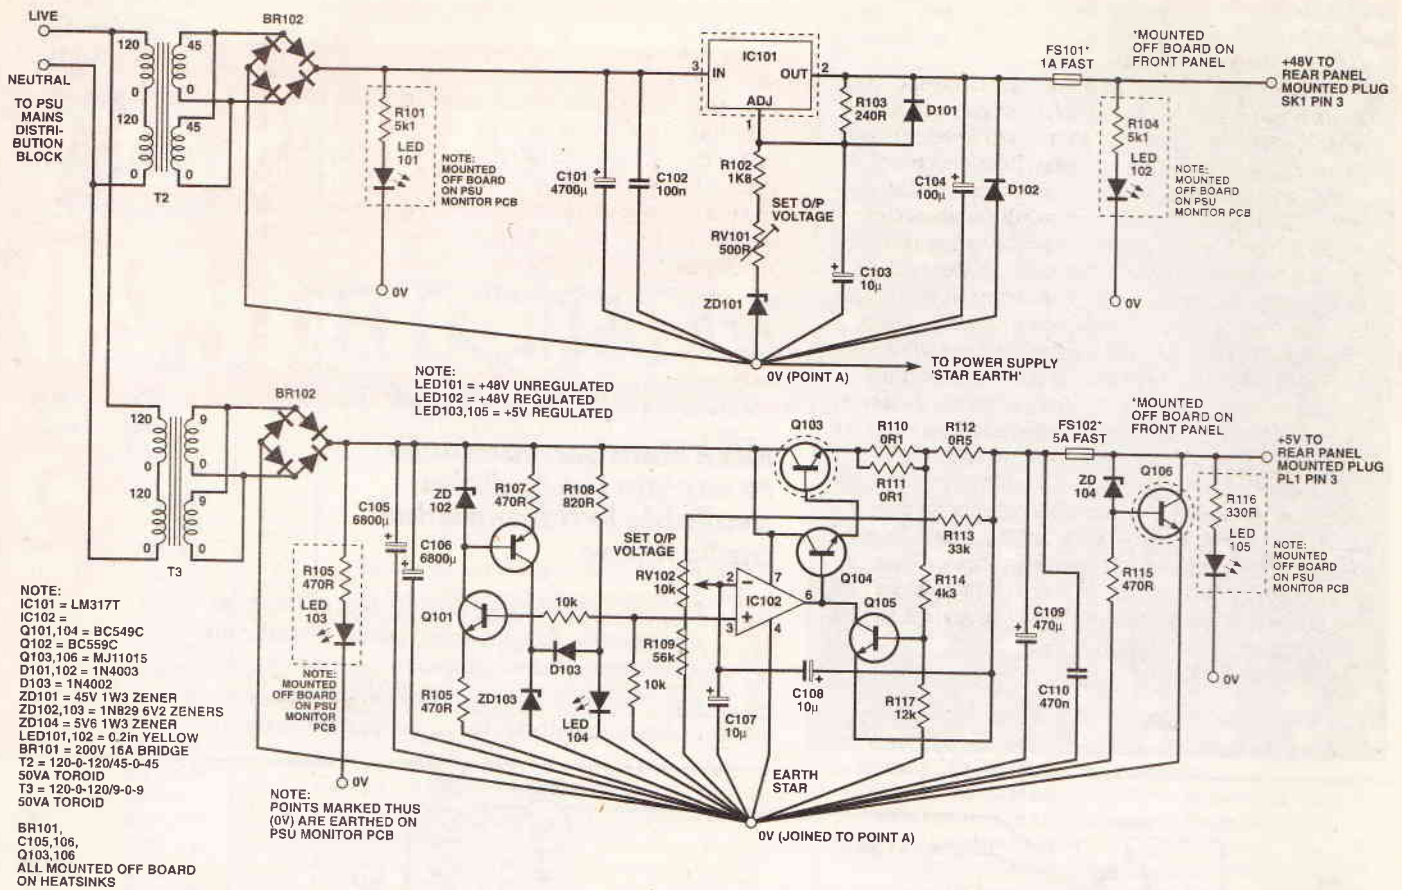 LIVE
NEUTRAL
TO PSU
MAINS
DISTRI-
BUTION
BLOCK
120
0
120
0
45
0
45
0
T2
BR102
R101
5k1
LED
101
NOTE:
MOUNTED
OFF BOARD
ON PSU
MONITOR PCB
0V
+
C101
4700µ
C102
100n
3
IN
IC101
OUT
2
ADJ
1
R102
1K8
SET O/P
VOLTAGE
RV101
500R
ZD101
R103
240R
D101
+
C103
10µ
+
C104
100µ
D102
FS101*
1A FAST
*MOUNTED
OFF BOARD ON
FRONT PANEL
+48V TO
REAR PANEL
MOUNTED PLUG
SK1 PIN 3
R104
5k1
LED
102
NOTE:
MOUNTED
OFF BOARD
ON PSU
MONITOR PCB
0V
0V (POINT A)
TO POWER SUPPLY
'STAR EARTH'
NOTE:
LED101 = +48V UNREGULATED
LED102 = +48V REGULATED
LED103,105 = +5V REGULATED
120
0
120
0
9
0
9
0
T3
BR102
R105
470R
LED
103
NOTE:
MOUNTED
OFF BOARD
ON PSU
MONITOR
PCB
0V
C105
6800µ
+
C106
6800µ
+
ZD
102
R107
470R
R108
820R
Q101
R105
470R
10k
D103
ZD103
LED
104
10k
SET O/P
VOLTAGE
RV102
10k
R109
56k
+
C107
10µ
2
−
7
IC102
6
+
3
4
Q103
Q104
Q105
C108
10µ
+
R110
0R1
R111
0R1
R112
0R5
R113
33k
R114
4k3
R117
12k
+
C109
470µ
C110
470n
FS102*
5A FAST
*MOUNTED
OFF BOARD ON
FRONT PANEL
+5V TO
REAR PANEL
MOUNTED PLUG
PL1 PIN 3
ZD
104
Q106
R115
470R
R116
330R
LED
105
NOTE:
MOUNTED
OFF BOARD
ON PSU
MONITOR PCB
0V
EARTH
STAR
0V (JOINED TO POINT A)
NOTE:
POINTS MARKED THUS
(0V) ARE EARTHED ON
PSU MONITOR PCB
NOTE:
IC101 = LM317T
IC102 =
Q101,104 = BC549C
Q102 = BC559C
Q103,106 = MJ11015
D101,102 = 1N4003
D103 = 1N4002
ZD101 = 45V 1W3 ZENER
ZD102,103 = 1N829 6V2 ZENERS
ZD104 = 5V6 1W3 ZENER
LED101,102 = 0.2in YELLOW
BR101 = 200V 16A BRIDGE
T2 = 120-0-120/45-0-45
50VA TOROID
T3 = 120-0-120/9-0-9
50VA TOROID
BR101,
C105,106,
Q103,106
ALL MOUNTED OFF BOARD
ON HEATSINKS